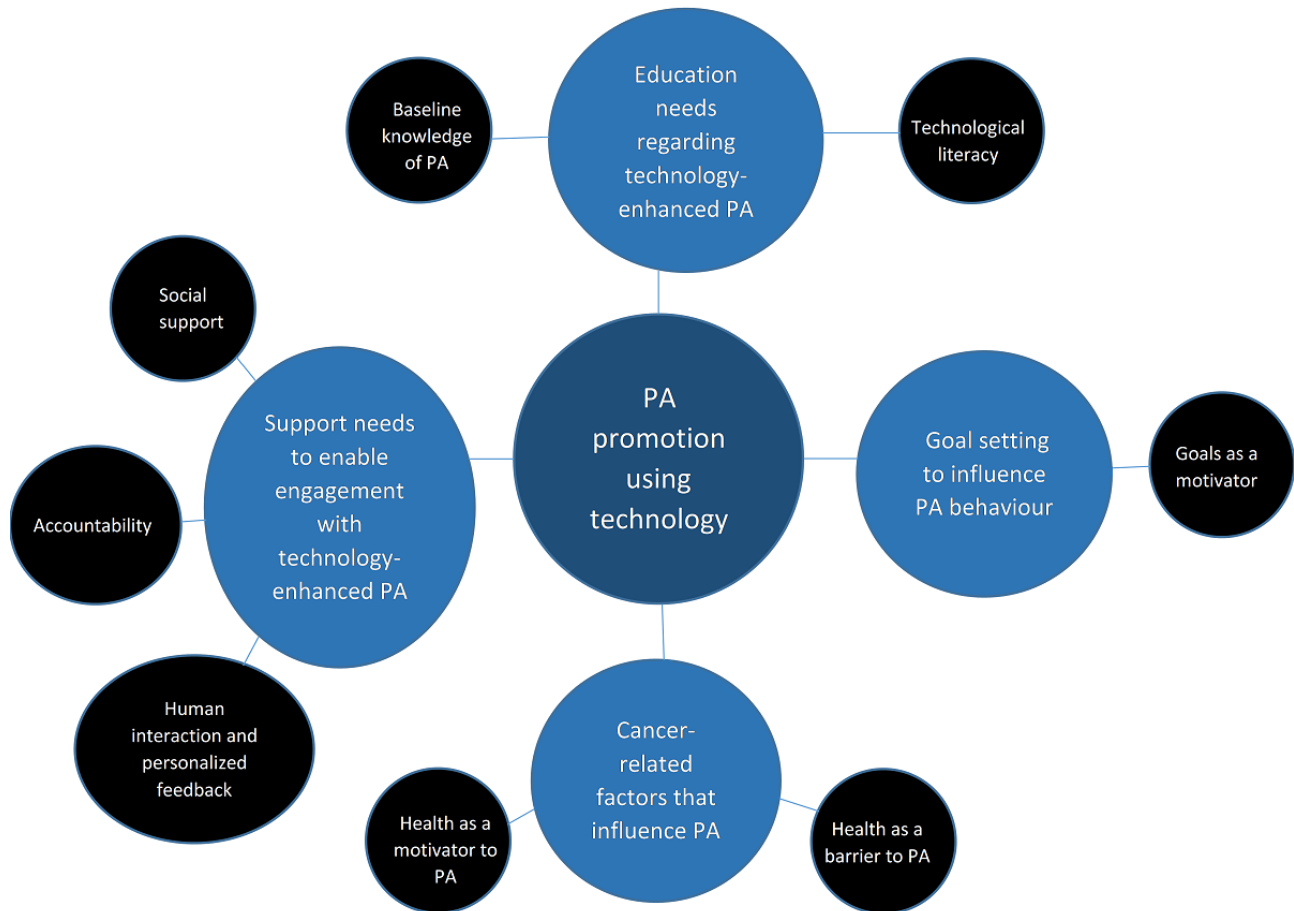 Education
needs
regarding
technology-
enhanced PA
Baseline
knowledge
of PA
Technological
literacy
Social
support
Support needs
to enable
engagement
with
technology-
enhanced PA
PA
promotion
using
technology
Goal setting
to influence
PA behaviour
Goals as a
motivator
Accountability
Human
interaction and
personalized
feedback
Cancer-
related
factors that
influence PA
Health as a
motivator to
PA
Health as a
barrier to PA